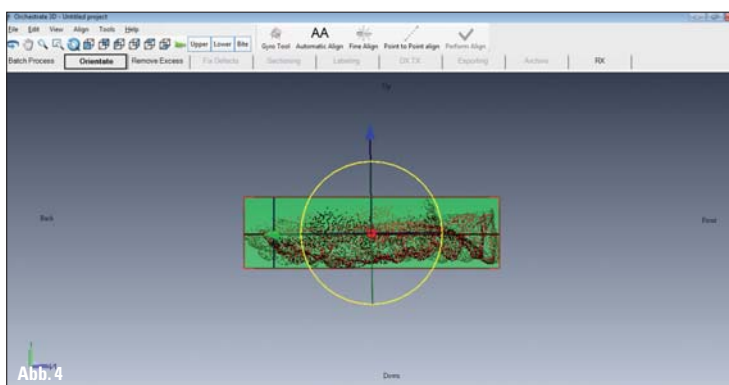 Orchestrate 3D - Untitled project
File Edit View Align Tools Help
Upper Lower Bite Gyro Tool Automatic Align Fine Align Point to Point align Perform Align
AA
Batch Process Orientate Remove Excess Fix Defects Sectioning Labeling DX TX Exporting Archive RX
Up
Back
Down
Abb. 4